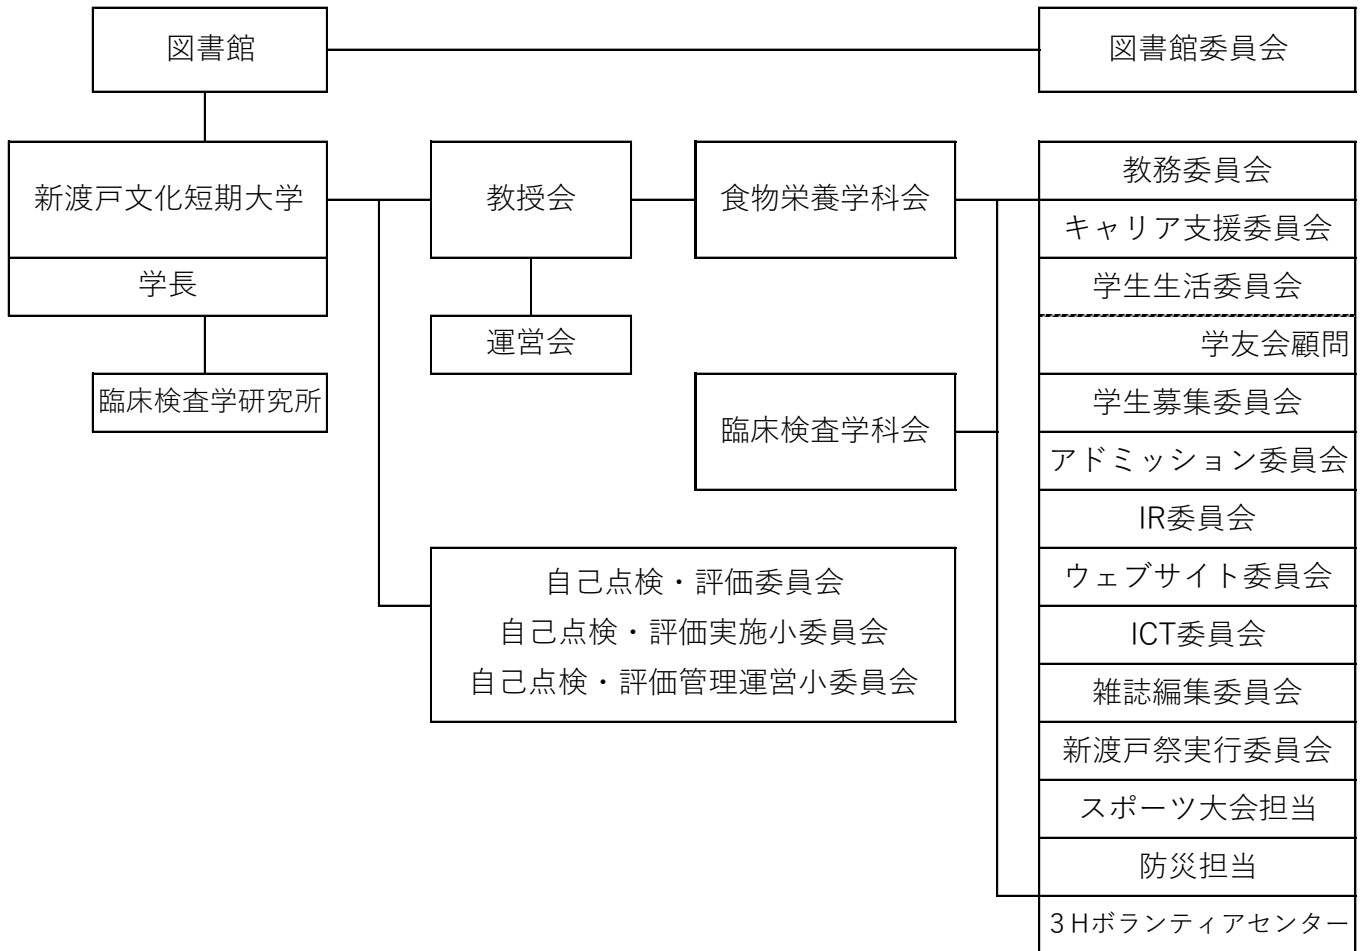 図書館
図書館委員会
新渡戸文化短期大学
学長
臨床検査学研究所
教授会
運営会
食物栄養学科会
臨床検査学科会
自己点検・評価委員会
自己点検・評価実施小委員会
自己点検・評価管理運営小委員会
教務委員会
キャリア支援委員会
学生生活委員会
学友会顧問
学生募集委員会
アドミッション委員会
IR委員会
ウェブサイト委員会
ICT委員会
雑誌編集委員会
新渡戸祭実行委員会
スポーツ大会担当
防災担当
３Hボランティアセンター